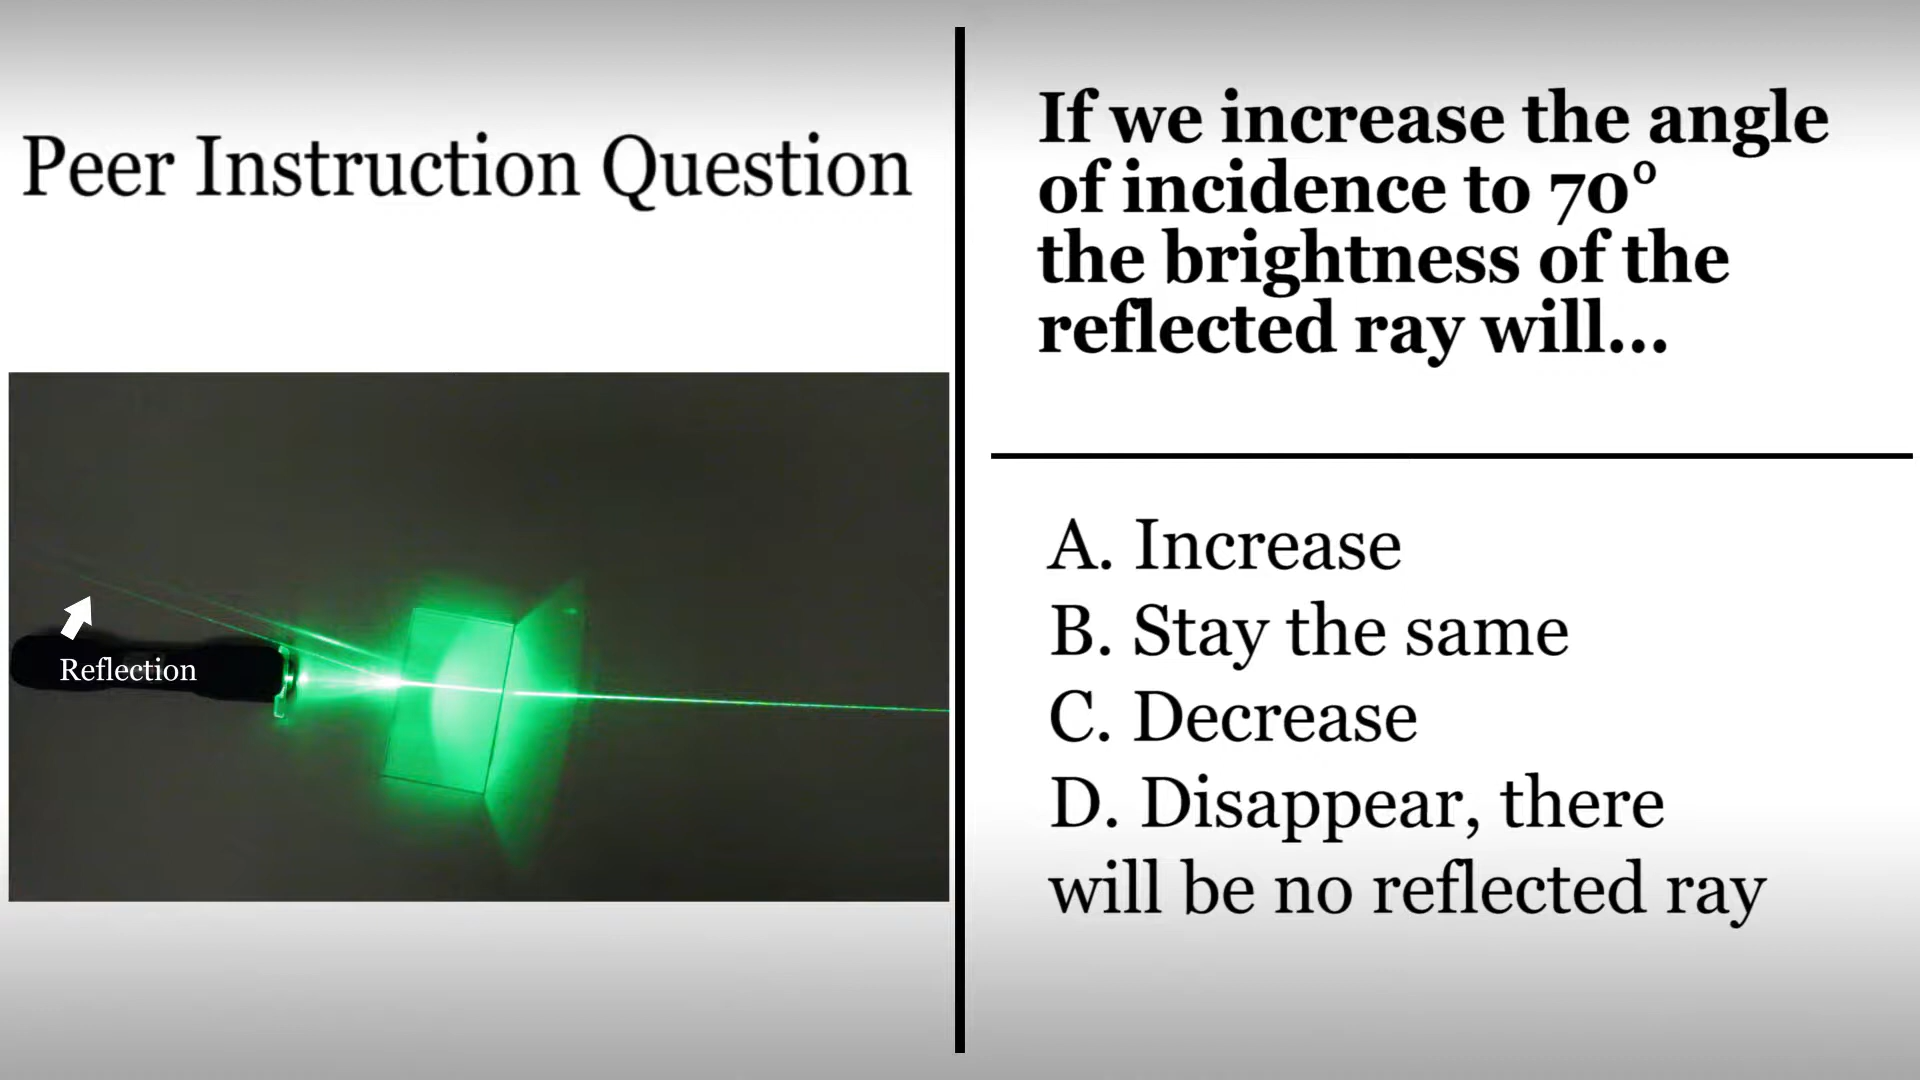 Peer Instruction Question
Reflection
If we increase the angle
of incidence to 70º
the brightness of the
reflected ray will...
A. Increase
B. Stay the same
C. Decrease
D. Disappear, there
will be no reflected ray